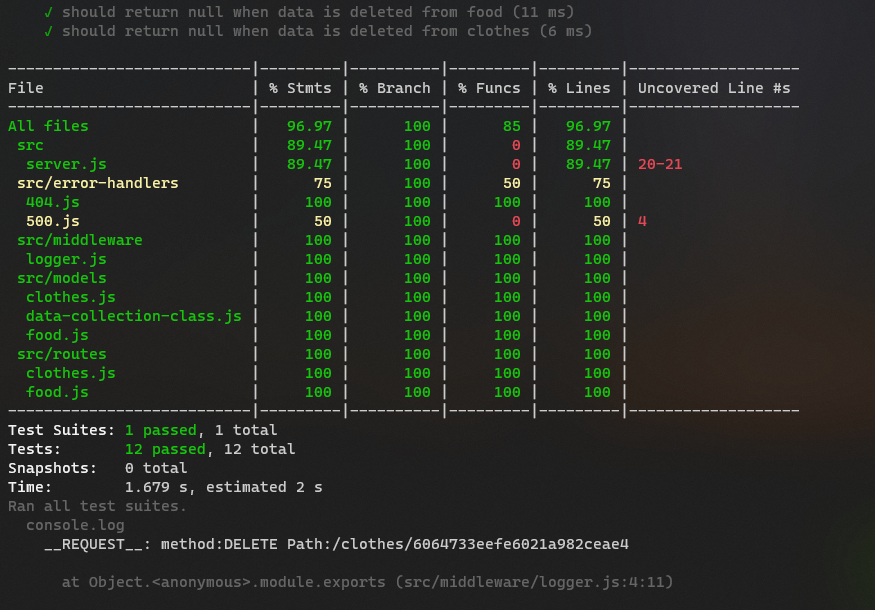 ✓ should return null when data is deleted from food (11 ms)
✓ should return null when data is deleted from clothes (6 ms)
---------------------------|---------|----------|---------|---------|-------------------
File                       | % Stmts | % Branch | % Funcs | % Lines | Uncovered Line #s
---------------------------|---------|----------|---------|---------|-------------------
All files                  |   96.97 |      100 |      85 |   96.97 |
 src                       |   89.47 |      100 |       0 |   89.47 |
  server.js                |   89.47 |      100 |       0 |   89.47 | 20-21
 src/error-handlers        |      75 |      100 |      50 |      75 |
  404.js                   |     100 |      100 |     100 |     100 |
  500.js                   |      50 |      100 |       0 |      50 | 4
 src/middleware            |     100 |      100 |     100 |     100 |
  logger.js                |     100 |      100 |     100 |     100 |
 src/models                |     100 |      100 |     100 |     100 |
  clothes.js               |     100 |      100 |     100 |     100 |
  data-collection-class.js |     100 |      100 |     100 |     100 |
  food.js                  |     100 |      100 |     100 |     100 |
 src/routes                |     100 |      100 |     100 |     100 |
  clothes.js               |     100 |      100 |     100 |     100 |
  food.js                  |     100 |      100 |     100 |     100 |
---------------------------|---------|----------|---------|---------|-------------------
Test Suites: 1 passed, 1 total
Tests:       12 passed, 12 total
Snapshots:   0 total
Time:        1.679 s, estimated 2 s
Ran all test suites.
  console.log
    __REQUEST__: method:DELETE Path:/clothes/6064733eefe6021a982ceae4
      at Object.<anonymous>.module.exports (src/middleware/logger.js:4:11)